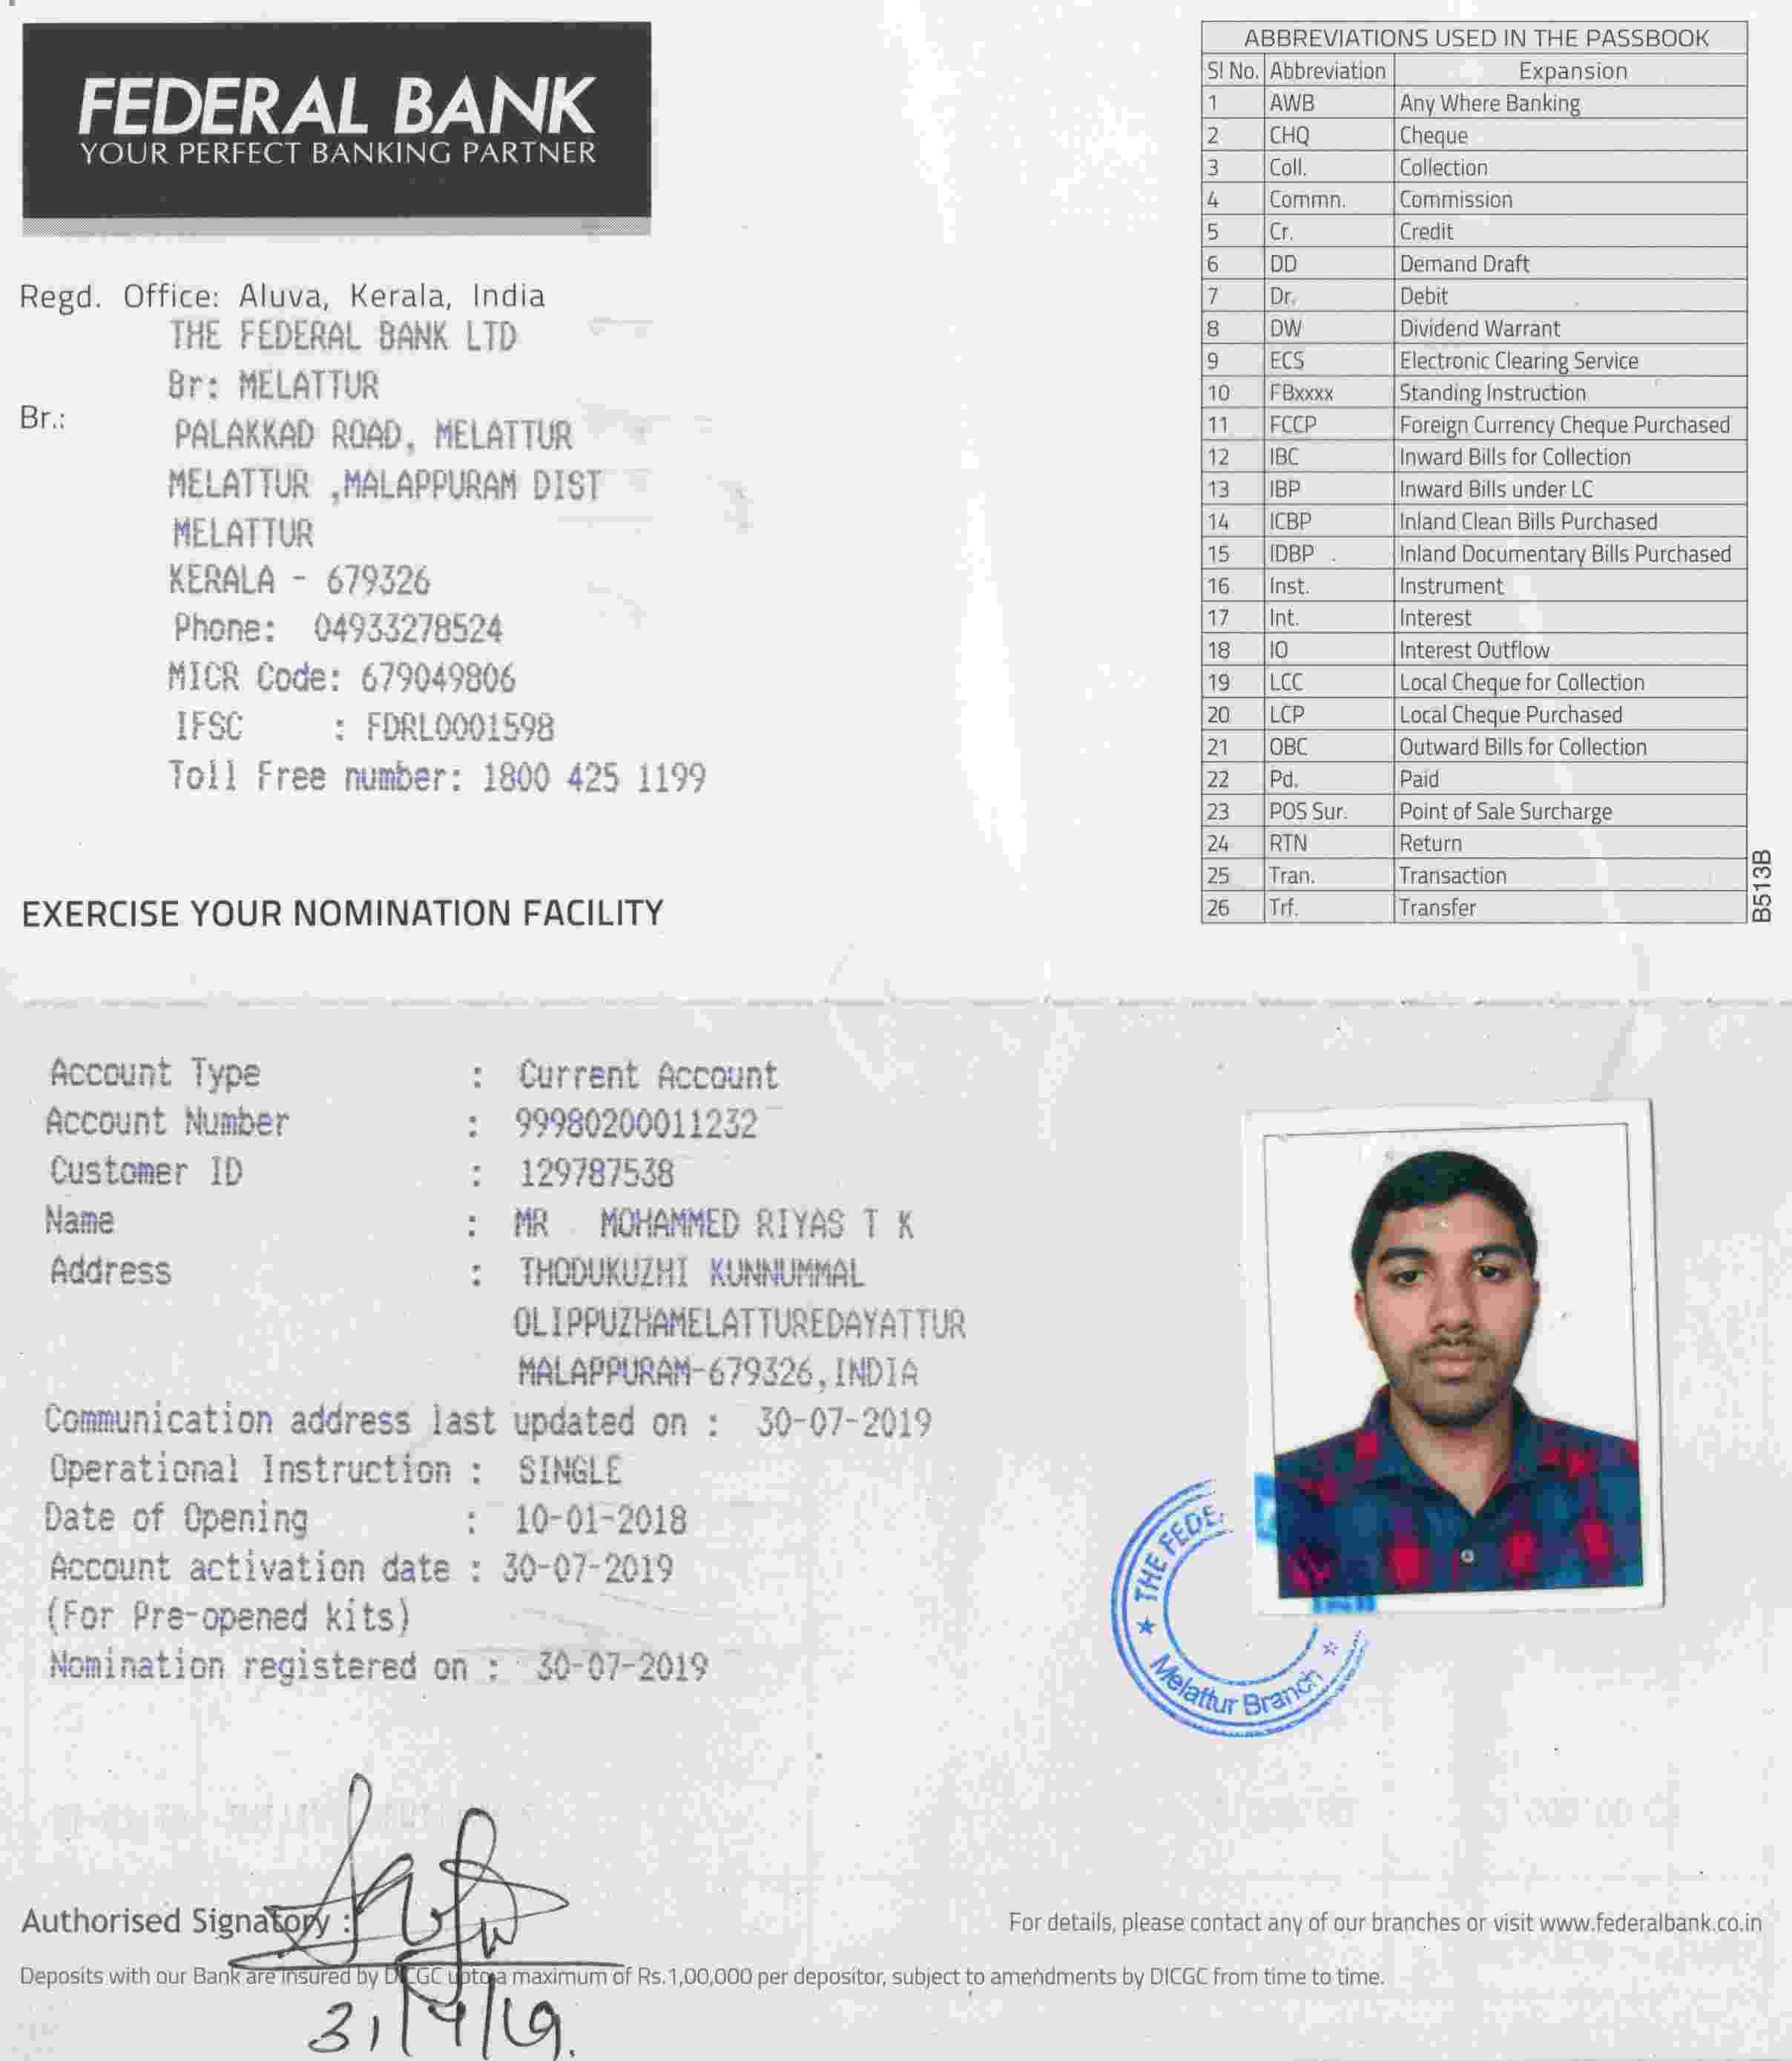 FEDERAL BANK
YOUR PERFECT BANKING PARTNER
Regd. Office: Aluva, Kerala, India
THE FEDERAL BANK LTD
Br: MELATTUR
Br.:
PALAKKAD ROAD, MELATTUR
MELATTUR ,MALAPPURAM DIST
MELATTUR
KERALA - 679326
Phone: 04933278524
MICR Code: 679049806
IFSC : FDRL0001598
Toll Free number: 1800 425 1199
EXERCISE YOUR NOMINATION FACILITY
ABBREVIATIONS USED IN THE PASSBOOK
Sl No. Abbreviation Expansion
1 AWB Any Where Banking
2 CHQ Cheque
3 Coll. Collection
4 Commn. Commission
5 Cr. Credit
6 DD Demand Draft
7 Dr. Debit
8 DW Dividend Warrant
9 ECS Electronic Clearing Service
10 FBxxxx Standing Instruction
11 FCCP Foreign Currency Cheque Purchased
12 IBC Inward Bills for Collection
13 IBP Inward Bills under LC
14 ICBP Inland Clean Bills Purchased
15 IDBP Inland Documentary Bills Purchased
16 Inst. Instrument
17 Int. Interest
18 IO Interest Outflow
19 LCC Local Cheque for Collection
20 LCP Local Cheque Purchased
21 OBC Outward Bills for Collection
22 Pd. Paid
23 POS Sur. Point of Sale Surcharge
24 RTN Return
25 Tran. Transaction
26 Trf. Transfer
B513B
Account Type : Current Account
Account Number : 99980200011232
Customer ID : 129787538
Name : MR MOHAMMED RIYAS T K
Address : THODUKUZHI KUNNUMMAL
OLIPPUZHAMELATTUREDAYATTUR
MALAPPURAM-679326,INDIA
Communication address last updated on : 30-07-2019
Operational Instruction : SINGLE
Date of Opening : 10-01-2018
Account activation date : 30-07-2019
(For Pre-opened kits)
Nomination registered on : 30-07-2019
THE FEDE
Melattur Branch
Authorised Signatory :
For details, please contact any of our branches or visit www.federalbank.co.in
Deposits with our Bank are insured by DICGC upto a maximum of Rs.1,00,000 per depositor, subject to amendments by DICGC from time to time.